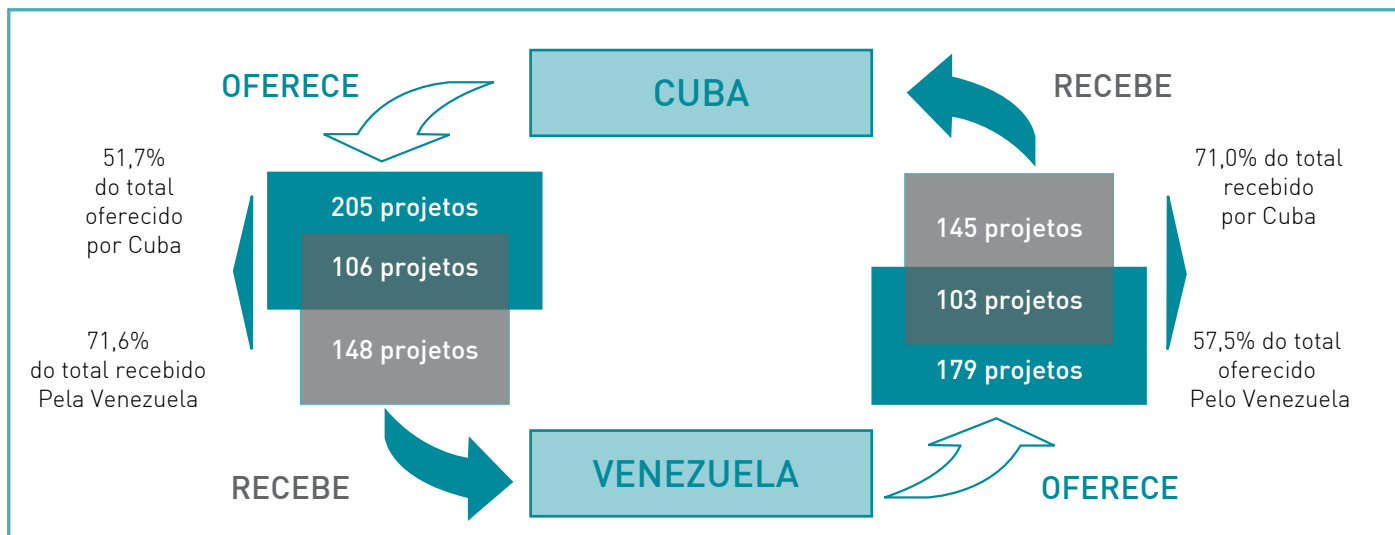 CUBA
OFERECE
RECEBE
51,7%
do total
oferecido
por Cuba
205 projetos
106 projetos
148 projetos
71,6%
do total recebido
Pela Venezuela
71,0% do total
recebido
por Cuba
145 projetos
103 projetos
179 projetos
57,5% do total
oferecido
Pelo Venezuela
RECEBE
VENEZUELA
OFERECE